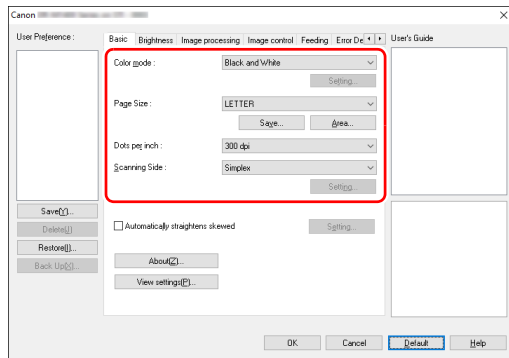 Canon
User Preference :
Basic Brightness Image processing Image control Feeding Error De
User's Guide
Color mode :
Black and White
Setting...
Page Size :
LETTER
Save...
Area...
Dots per inch :
300 dpi
Scanning Side :
Simplex
Setting...
Save(Y)...
Delete(J)
Restore(I)...
Back Up(M)...
Automatically straightens skewed
Setting...
About(Z)...
View settings(P)...
OK
Cancel
Default
Help